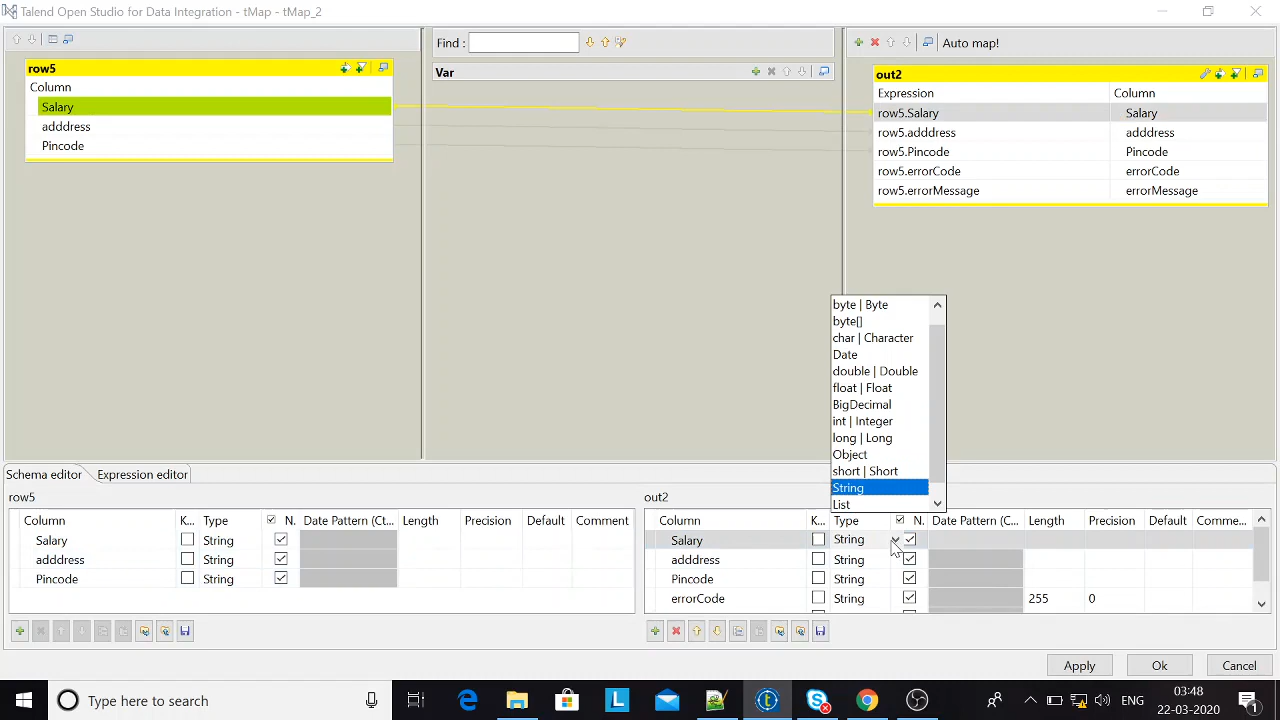 Talend Open Studio for Data Integration - tMap - tMap_2
Find :
Auto map!
row5
Column
Salary
adddress
Pincode
Var
out2
Expression Column
row5.Salary Salary
row5.adddress adddress
row5.Pincode Pincode
row5.errorCode errorCode
row5.errorMessage errorMessage
byte | Byte
byte[]
char | Character
Date
double | Double
float | Float
BigDecimal
int | Integer
long | Long
Object
short | Short
String
List
Schema editor Expression editor
row5
Column K... Type N. Date Pattern (Ct... Length Precision Default Comment
Salary String
adddress String
Pincode String
out2
Column K... Type N. Date Pattern (C... Length Precision Default Comme...
Salary String
adddress String
Pincode String
errorCode String 255 0
Apply Ok Cancel
Type here to search
L
ENG
03:48
22-03-2020
1